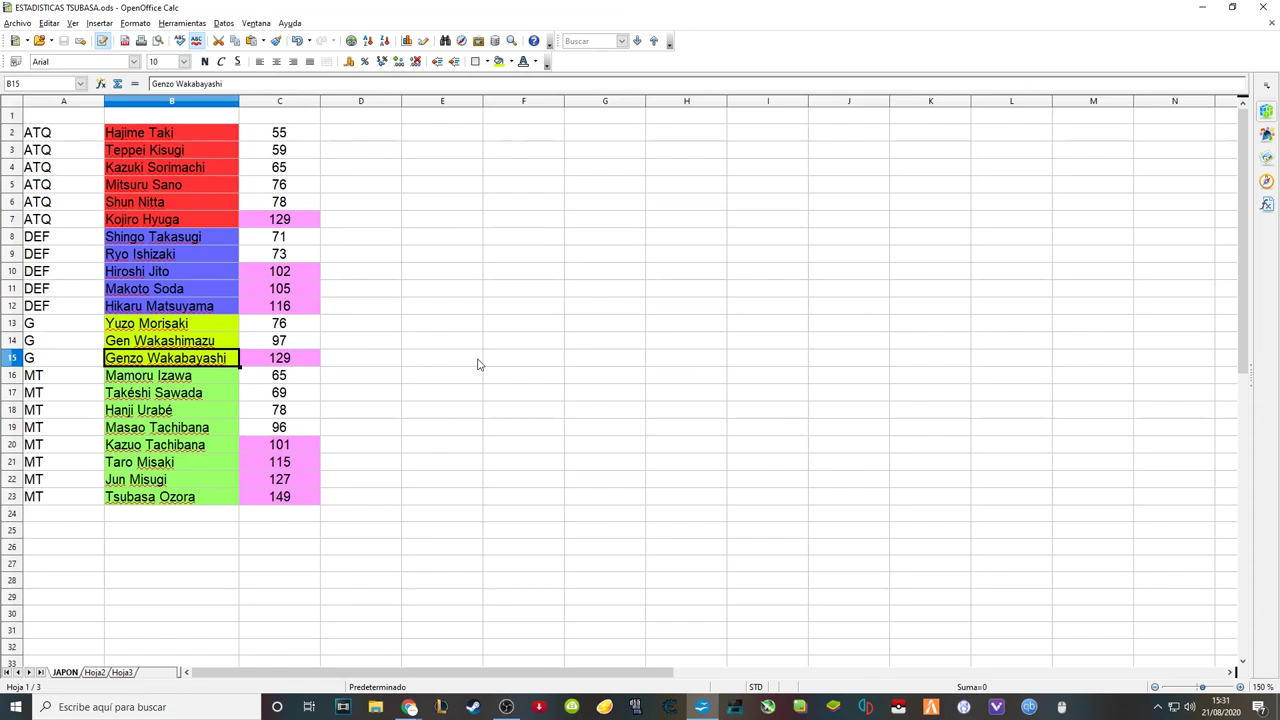 ESTADISTICAS TSUBASA.ods - OpenOffice Calc
Archivo Editar Ver Insertar Formato Herramientas Datos Ventana Ayuda
Buscar
Arial 10 N C S
B15 Genzo Wakabayashi
A B C D E F G H I J K L M N
1
2 ATQ Hajime Taki 55
3 ATQ Teppei Kisugi 59
4 ATQ Kazuki Sorimachi 65
5 ATQ Mitsuru Sano 76
6 ATQ Shun Nitta 78
7 ATQ Kojiro Hyuga 129
8 DEF Shingo Takasugi 71
9 DEF Ryo Ishizaki 73
10 DEF Hiroshi Jito 102
11 DEF Makoto Soda 105
12 DEF Hikaru Matsuyama 116
13 G Yuzo Morisaki 76
14 G Gen Wakashimazu 97
15 G Genzo Wakabayashi 129
16 MT Mamoru Izawa 65
17 MT Takéshi Sawada 69
18 MT Hanji Urabé 78
19 MT Masao Tachibana 96
20 MT Kazuo Tachibana 101
21 MT Taro Misaki 115
22 MT Jun Misugi 127
23 MT Tsubasa Ozora 149
24
25
26
27
28
29
30
31
32
33
JAPON Hoja2 Hoja3
Hoja 1 / 3 Predeterminado STD Suma=0 150 %
Escribe aquí para buscar
15:31
21/08/2020